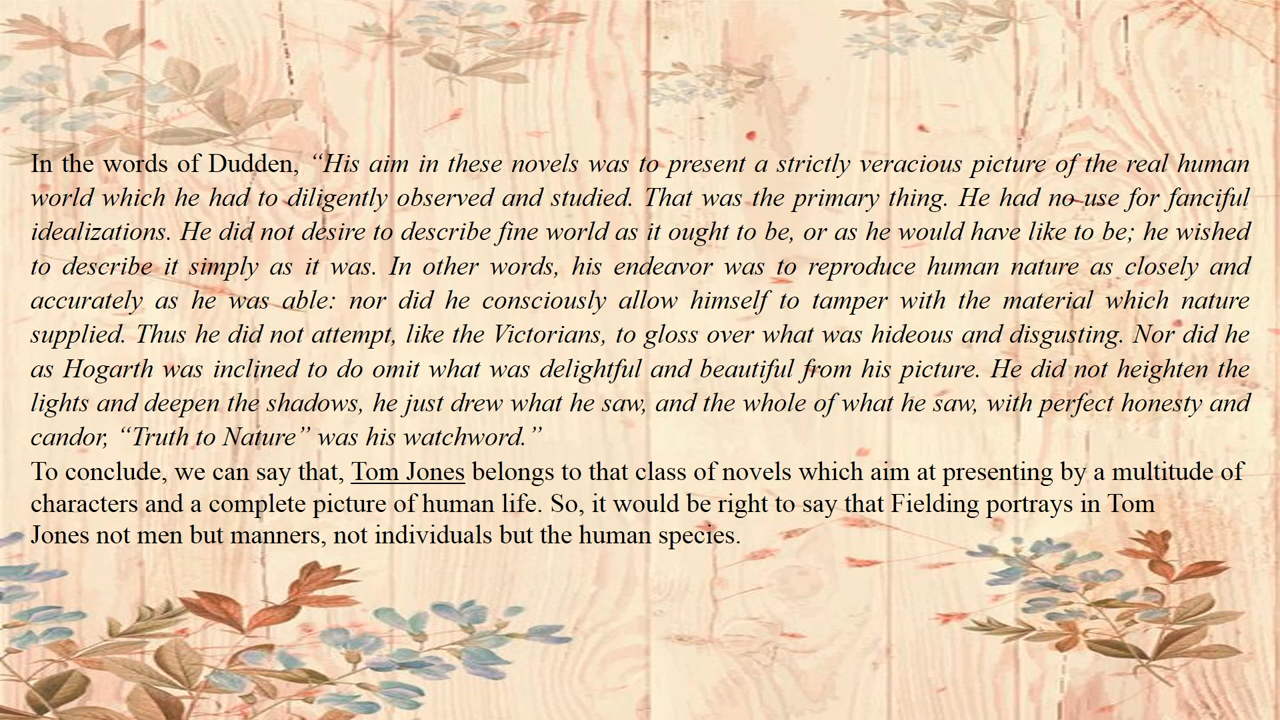 In the words of Dudden, “His aim in these novels was to present a strictly veracious picture of the real human
world which he had to diligently observed and studied. That was the primary thing. He had no use for fanciful
idealizations. He did not desire to describe fine world as it ought to be, or as he would have like to be; he wished
to describe it simply as it was. In other words, his endeavor was to reproduce human nature as closely and
accurately as he was able: nor did he consciously allow himself to tamper with the material which nature
supplied. Thus he did not attempt, like the Victorians, to gloss over what was hideous and disgusting. Nor did he
as Hogarth was inclined to do omit what was delightful and beautiful from his picture. He did not heighten the
lights and deepen the shadows, he just drew what he saw, and the whole of what he saw, with perfect honesty and
candor, “Truth to Nature” was his watchword.”
To conclude, we can say that, Tom Jones belongs to that class of novels which aim at presenting by a multitude of
characters and a complete picture of human life. So, it would be right to say that Fielding portrays in Tom
Jones not men but manners, not individuals but the human species.